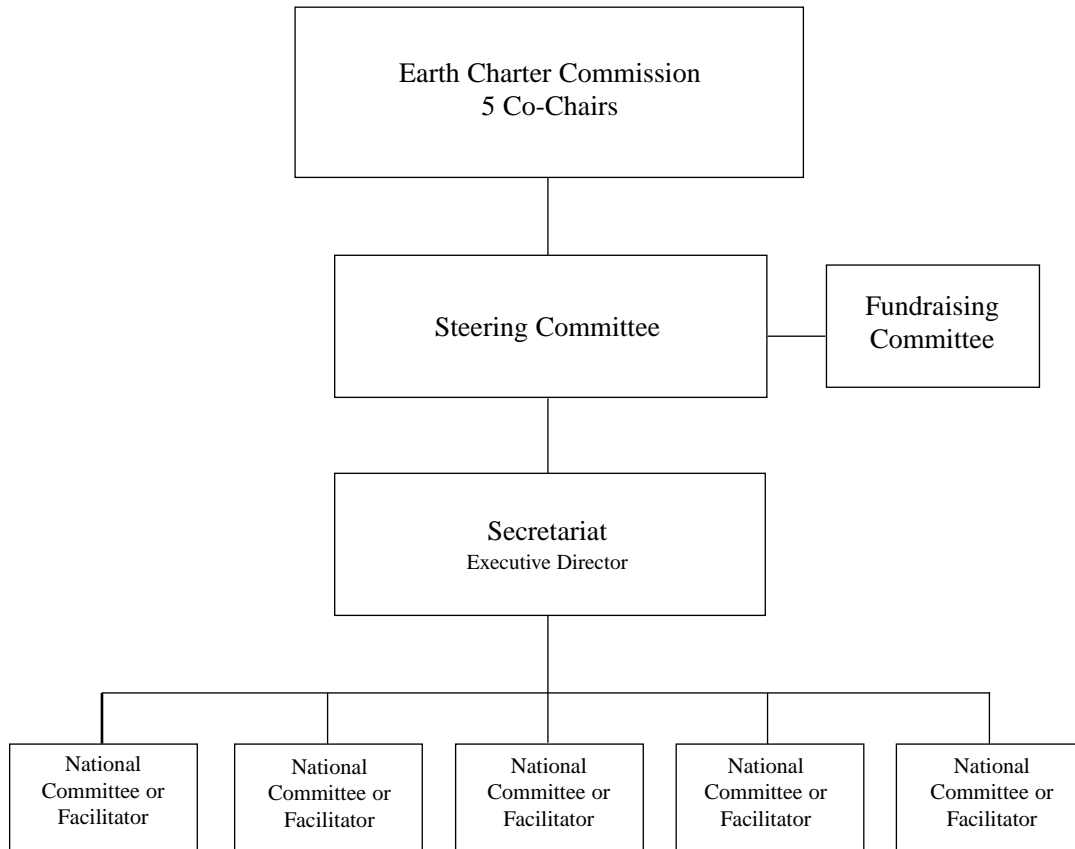 Earth Charter Commission
5 Co-Chairs
Steering Committee
Fundraising
Committee
Secretariat
Executive Director
National
Committee or
Facilitator
National
Committee or
Facilitator
National
Committee or
Facilitator
National
Committee or
Facilitator
National
Committee or
Facilitator